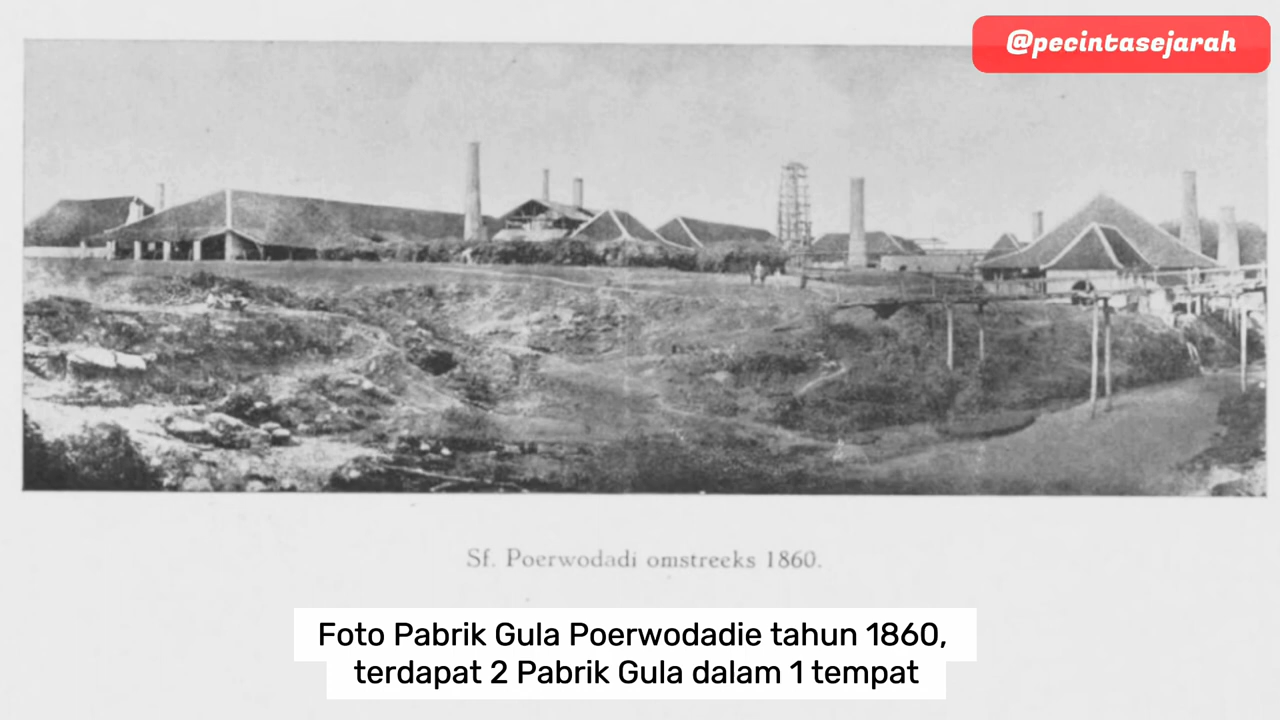 @pecintasejarah
Sf. Poerwodadi omstreeks 1860.
Foto Pabrik Gula Poerwodadie tahun 1860,
terdapat 2 Pabrik Gula dalam 1 tempat